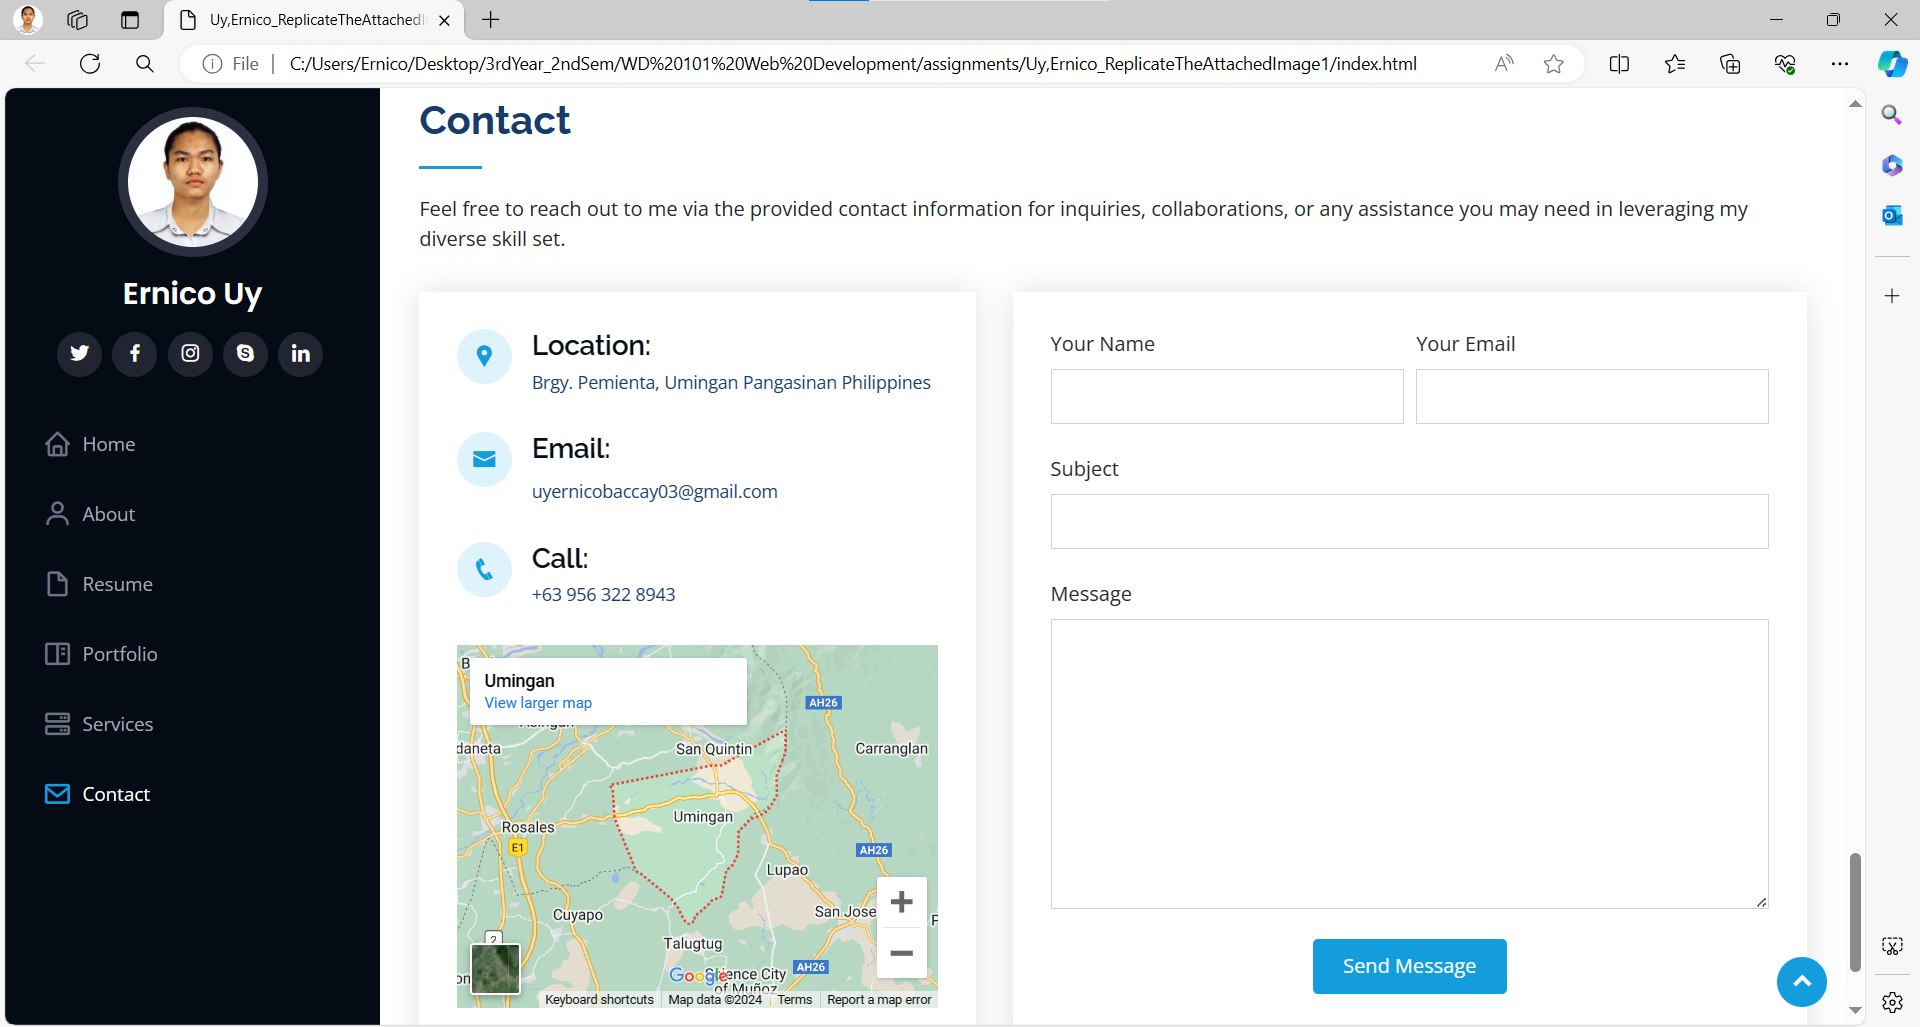 Uy,Ernico_ReplicateTheAttachedI
File
C:/Users/Ernico/Desktop/3rdYear_2ndSem/WD%20101%20Web%20Development/assignments/Uy,Ernico_ReplicateTheAttachedImage1/index.html
Ernico Uy
Home
About
Resume
Portfolio
Services
Contact
Contact
Feel free to reach out to me via the provided contact information for inquiries, collaborations, or any assistance you may need in leveraging my
diverse skill set.
Location:
Brgy. Pemienta, Umingan Pangasinan Philippines
Email:
uyernicobaccay03@gmail.com
Call:
+63 956 322 8943
Umingan
View larger map
AH26
daneta
San Quintin
Carranglan
Umingan
Rosales
E1
AH26
Lupao
Cuyapo
San Jose
2
Talugtug
Google
Science City
of Muñoz
AH26
Keyboard shortcuts
Map data ©2024
Terms
Report a map error
Your Name
Your Email
Subject
Message
Send Message